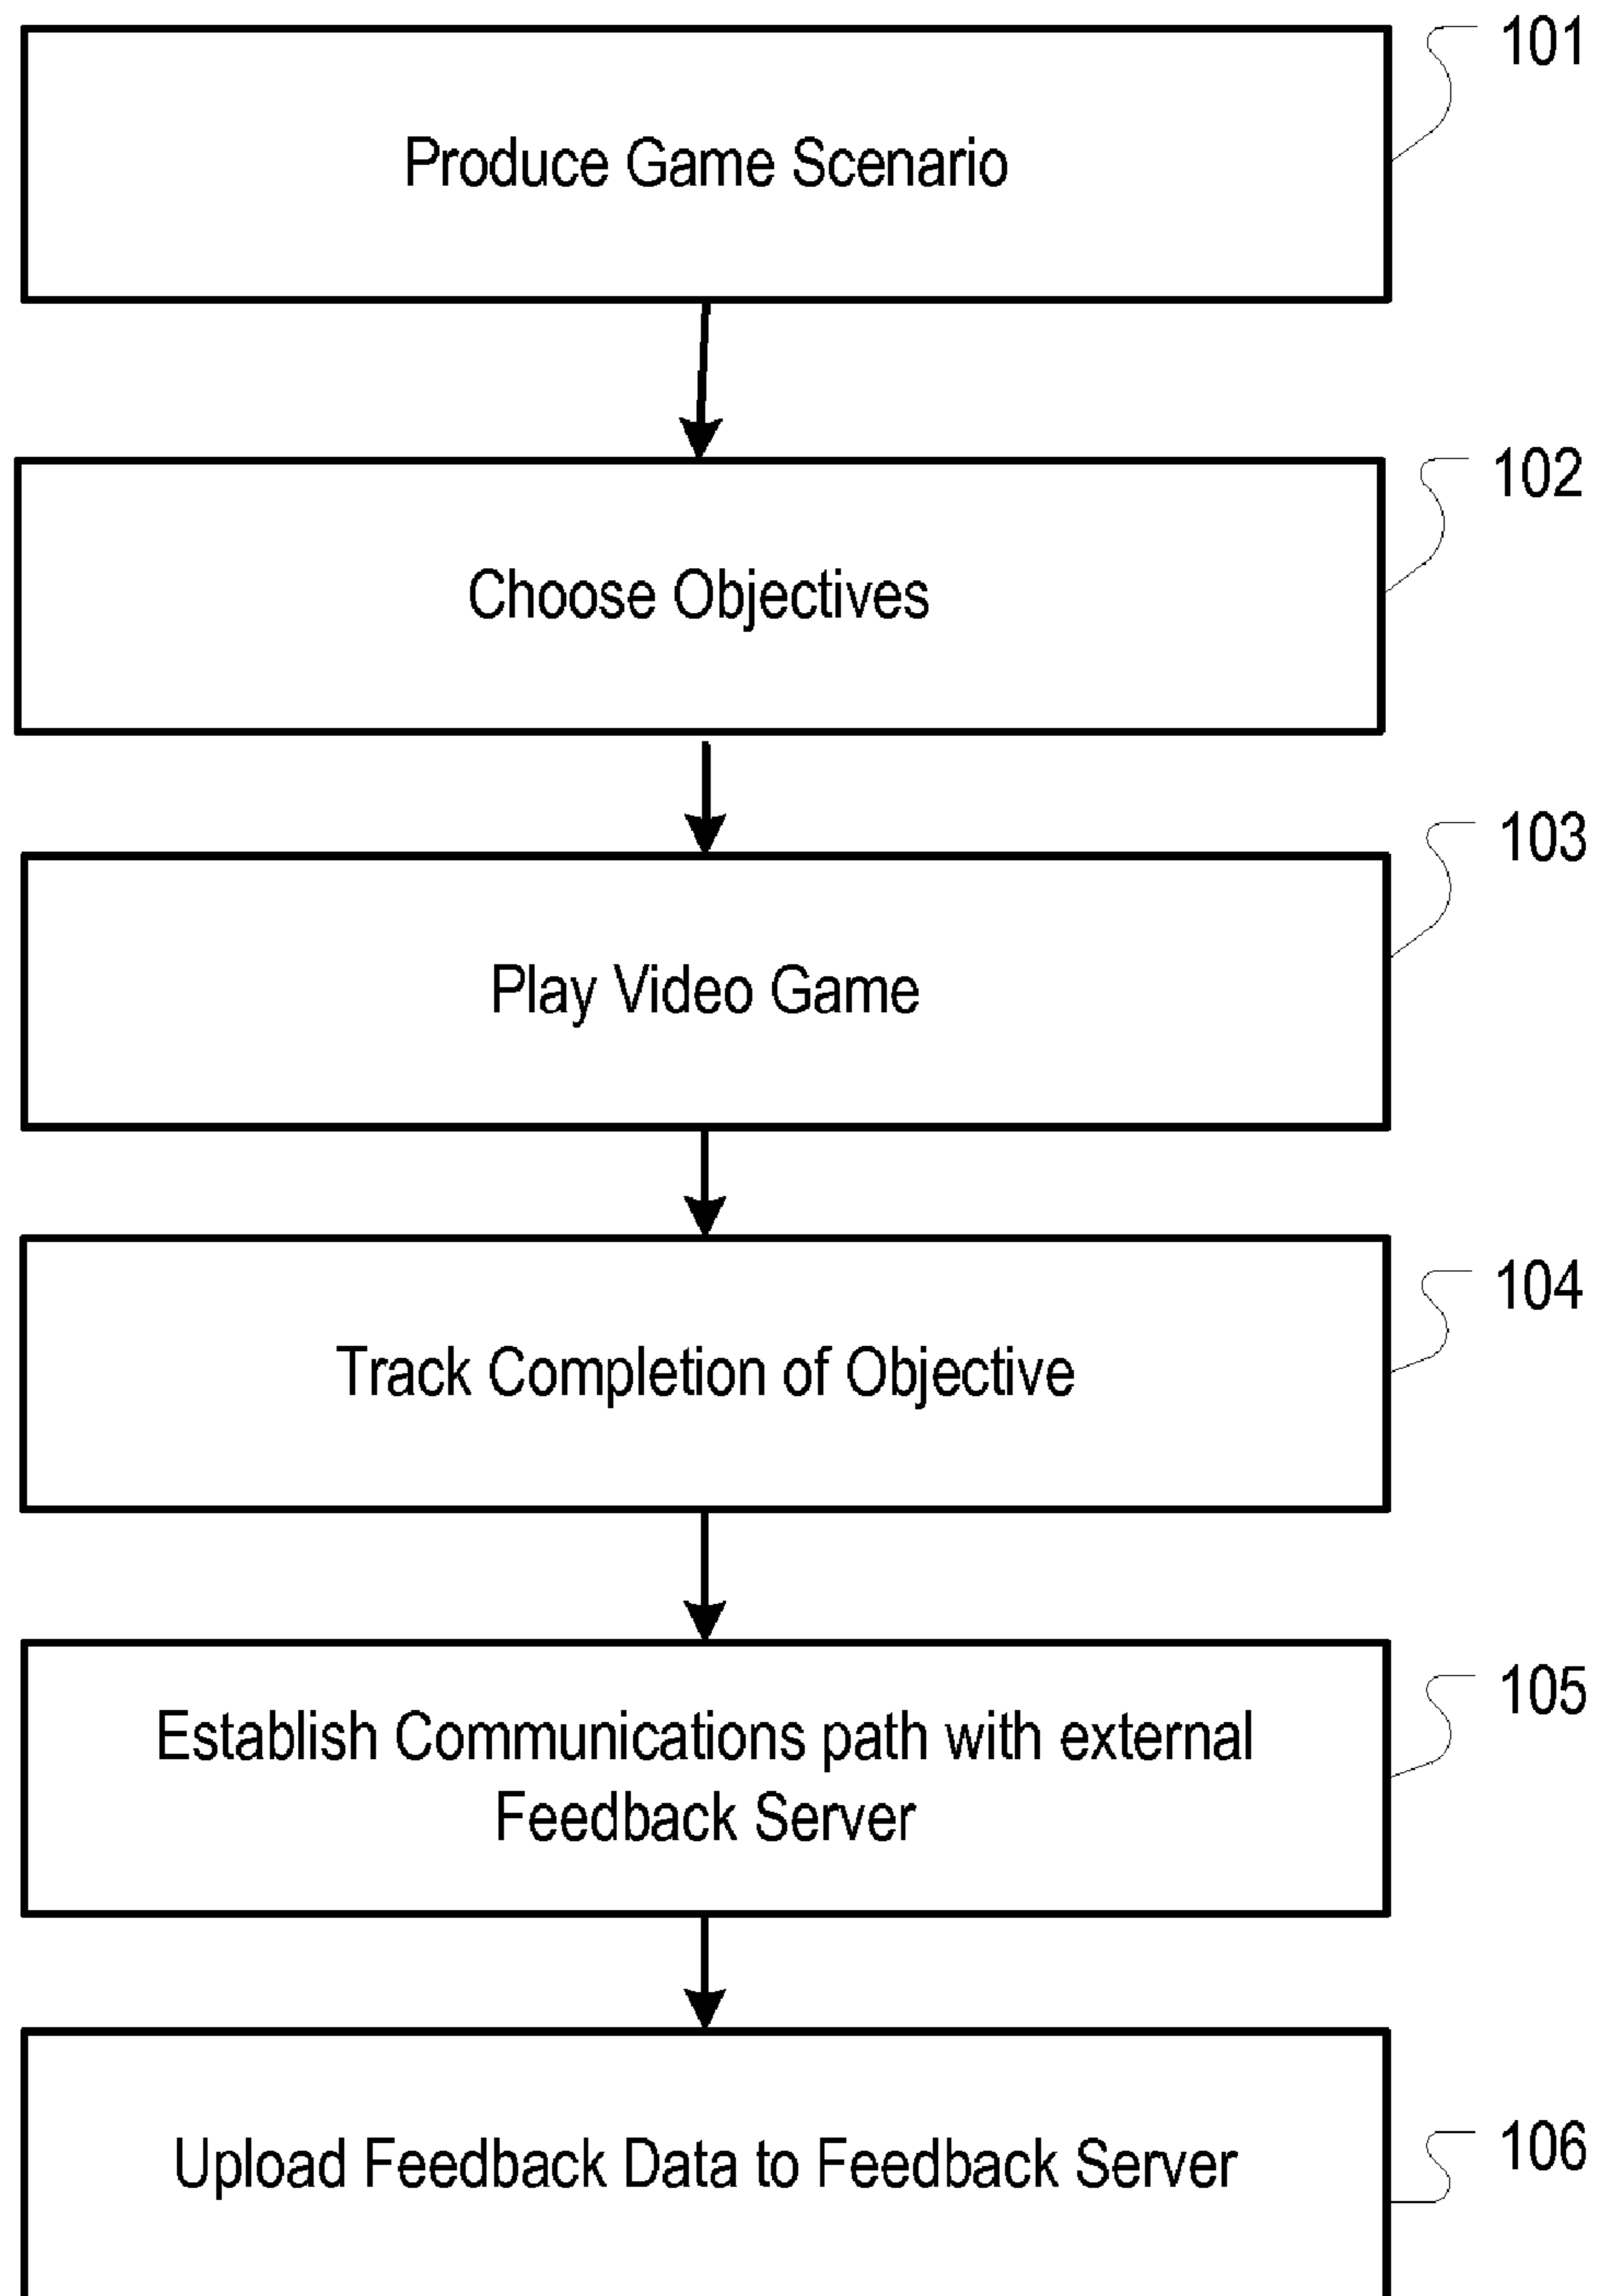 101
Produce Game Scenario
102
Choose Objectives
103
Play Video Game
104
Track Completion of Objective
105
Establish Communications path with external
Feedback Server
106
Upload Feedback Data to Feedback Server